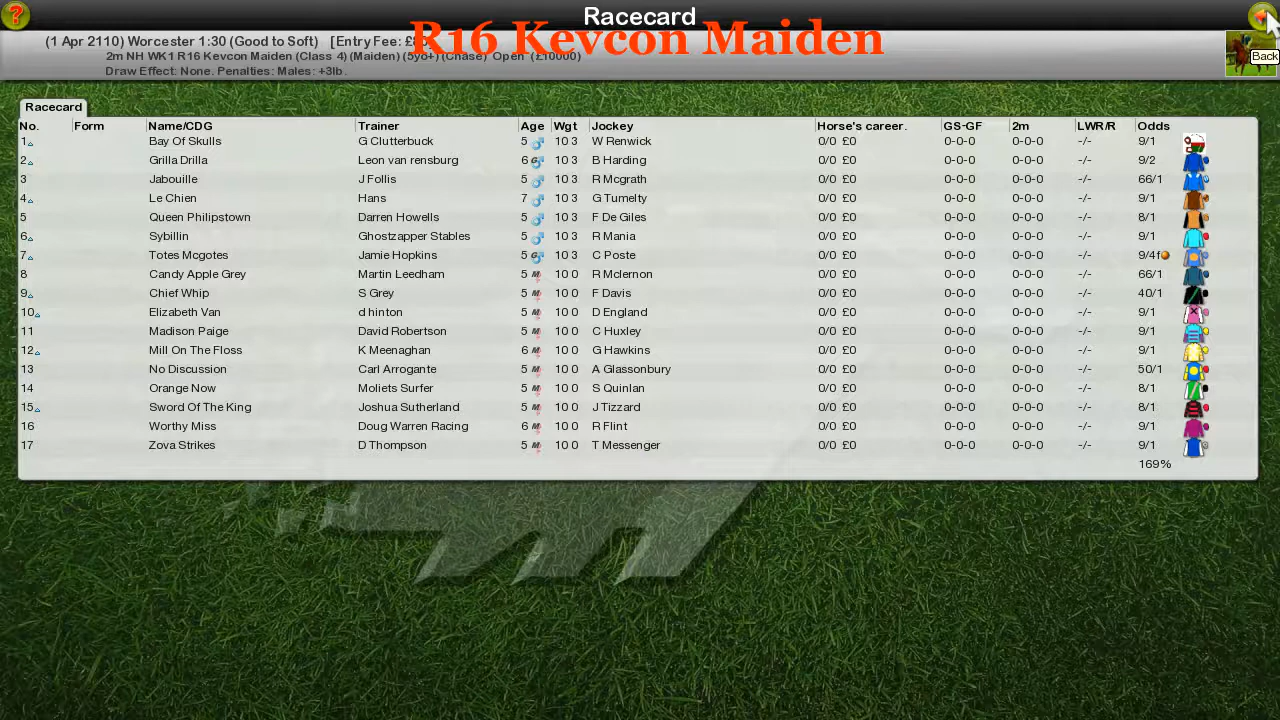 Racecard
R16 Kevcon Maiden
(1 Apr 2110) Worcester 1:30 (Good to Soft) [Entry Fee: £
2m NH WK1 R16 Kevcon Maiden (Class 4) (Maiden) (5yo+) (Chase) Open (£10000)
Draw Effect: None. Penalties: Males: +3lb.
Back
Racecard
No. Form Name/CDG Trainer Age Wgt Jockey Horse's career. GS-GF 2m LWR/R Odds
1 Bay Of Skulls G Clutterbuck 5 10 3 W Renwick 0/0 £0 0-0-0 0-0-0 -/- 9/1
2 Grilla Drilla Leon van rensburg 6 G 10 3 B Harding 0/0 £0 0-0-0 0-0-0 -/- 9/2
3 Jabouille J Follis 5 10 3 R Mcgrath 0/0 £0 0-0-0 0-0-0 -/- 66/1
4 Le Chien Hans 7 10 3 G Tumelty 0/0 £0 0-0-0 0-0-0 -/- 9/1
5 Queen Philipstown Darren Howells 5 10 3 F De Giles 0/0 £0 0-0-0 0-0-0 -/- 8/1
6 Sybillin Ghostzapper Stables 5 10 3 R Mania 0/0 £0 0-0-0 0-0-0 -/- 9/1
7 Totes Mcgotes Jamie Hopkins 5 G 10 3 C Poste 0/0 £0 0-0-0 0-0-0 -/- 9/4f
8 Candy Apple Grey Martin Leedham 5 M 10 0 R Mclernon 0/0 £0 0-0-0 0-0-0 -/- 66/1
9 Chief Whip S Grey 5 M 10 0 F Davis 0/0 £0 0-0-0 0-0-0 -/- 40/1
10 Elizabeth Van d hinton 5 M 10 0 D England 0/0 £0 0-0-0 0-0-0 -/- 9/1
11 Madison Paige David Robertson 5 M 10 0 C Huxley 0/0 £0 0-0-0 0-0-0 -/- 9/1
12 Mill On The Floss K Meenaghan 6 M 10 0 G Hawkins 0/0 £0 0-0-0 0-0-0 -/- 9/1
13 No Discussion Carl Arrogante 5 M 10 0 A Glassonbury 0/0 £0 0-0-0 0-0-0 -/- 50/1
14 Orange Now Moliets Surfer 5 M 10 0 S Quinlan 0/0 £0 0-0-0 0-0-0 -/- 8/1
15 Sword Of The King Joshua Sutherland 5 M 10 0 J Tizzard 0/0 £0 0-0-0 0-0-0 -/- 8/1
16 Worthy Miss Doug Warren Racing 6 M 10 0 R Flint 0/0 £0 0-0-0 0-0-0 -/- 9/1
17 Zova Strikes D Thompson 5 M 10 0 T Messenger 0/0 £0 0-0-0 0-0-0 -/- 9/1
169%